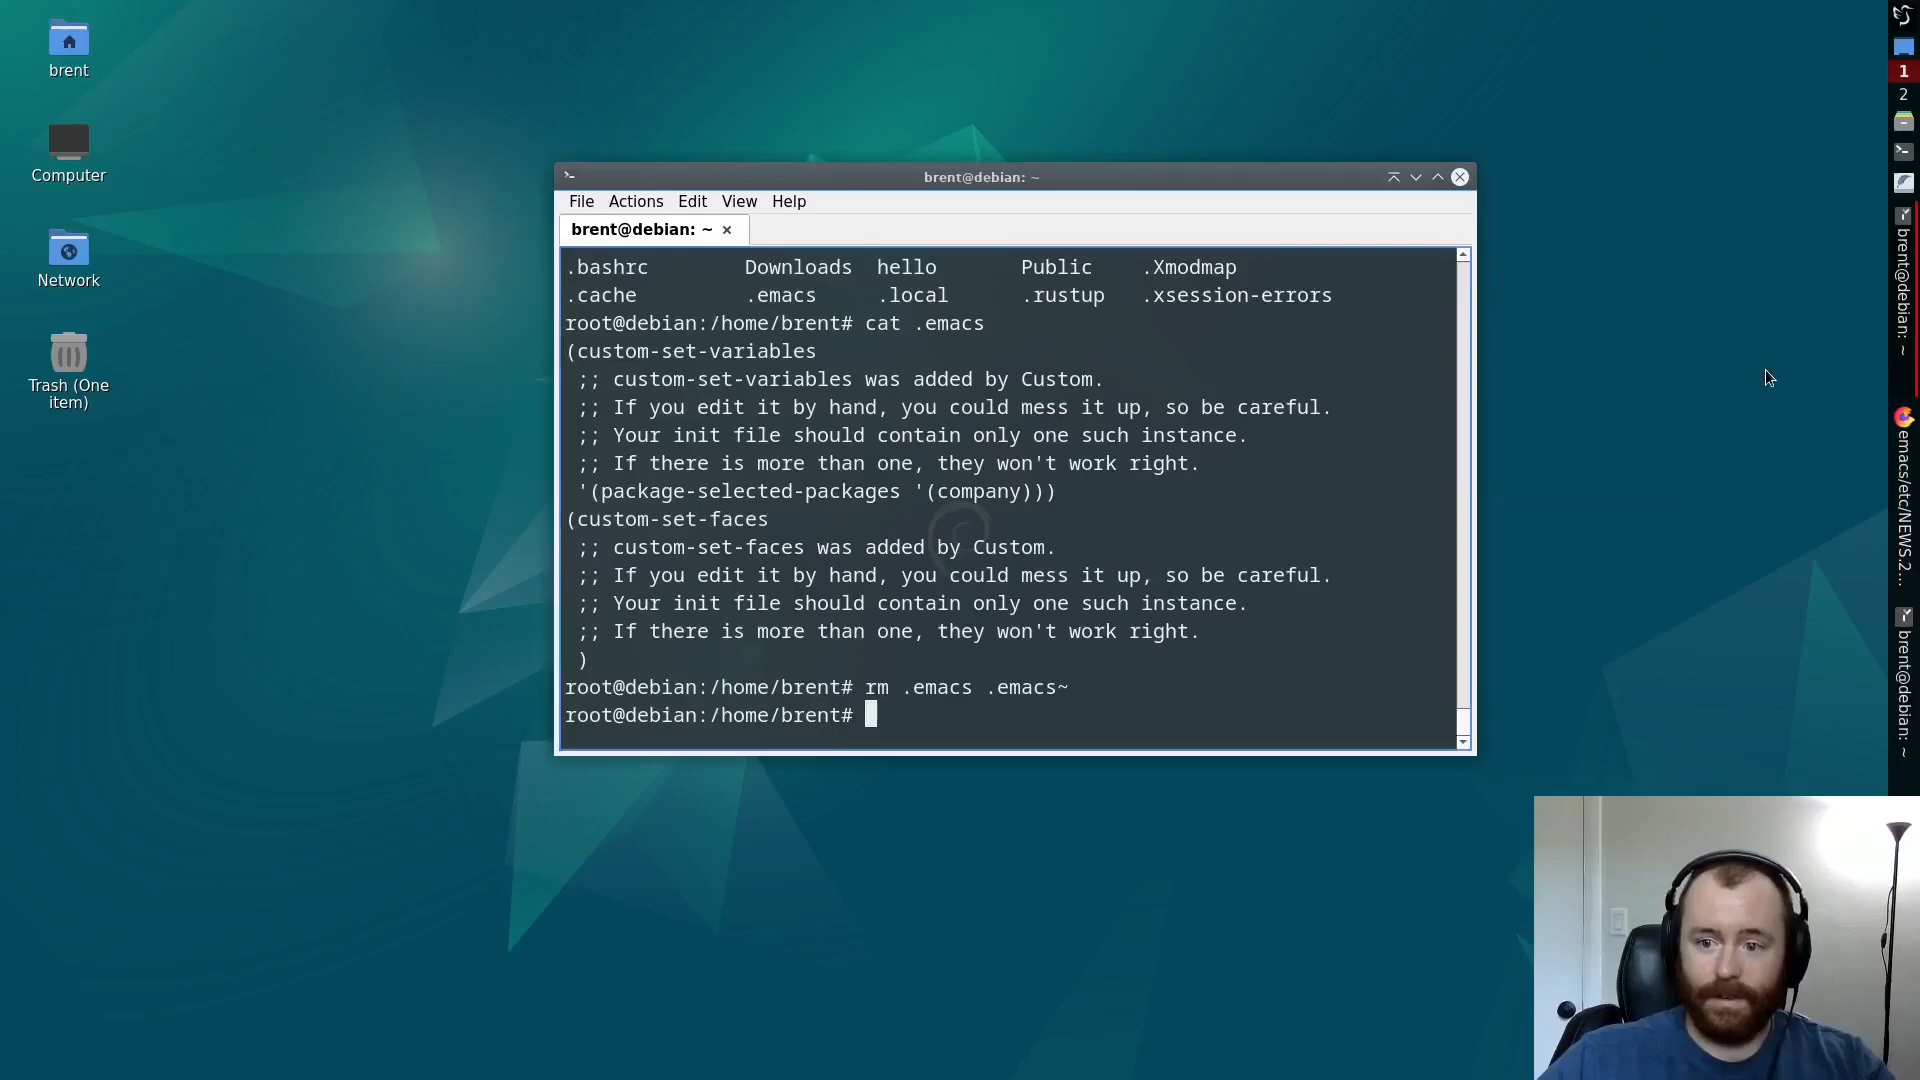 brent
Computer
Network
Trash (One
item)
brent@debian: ~
File Actions Edit View Help
brent@debian: ~ ×
.bashrc Downloads hello Public .Xmodmap
.cache .emacs .local .rustup .xsession-errors
root@debian:/home/brent# cat .emacs
(custom-set-variables
;; custom-set-variables was added by Custom.
;; If you edit it by hand, you could mess it up, so be careful.
;; Your init file should contain only one such instance.
;; If there is more than one, they won't work right.
'(package-selected-packages '(company)))
(custom-set-faces
;; custom-set-faces was added by Custom.
;; If you edit it by hand, you could mess it up, so be careful.
;; Your init file should contain only one such instance.
;; If there is more than one, they won't work right.
)
root@debian:/home/brent# rm .emacs .emacs~
root@debian:/home/brent#
1
2
brent@debian: ~
emacs/etc/NEWS.2...
brent@debian: ~